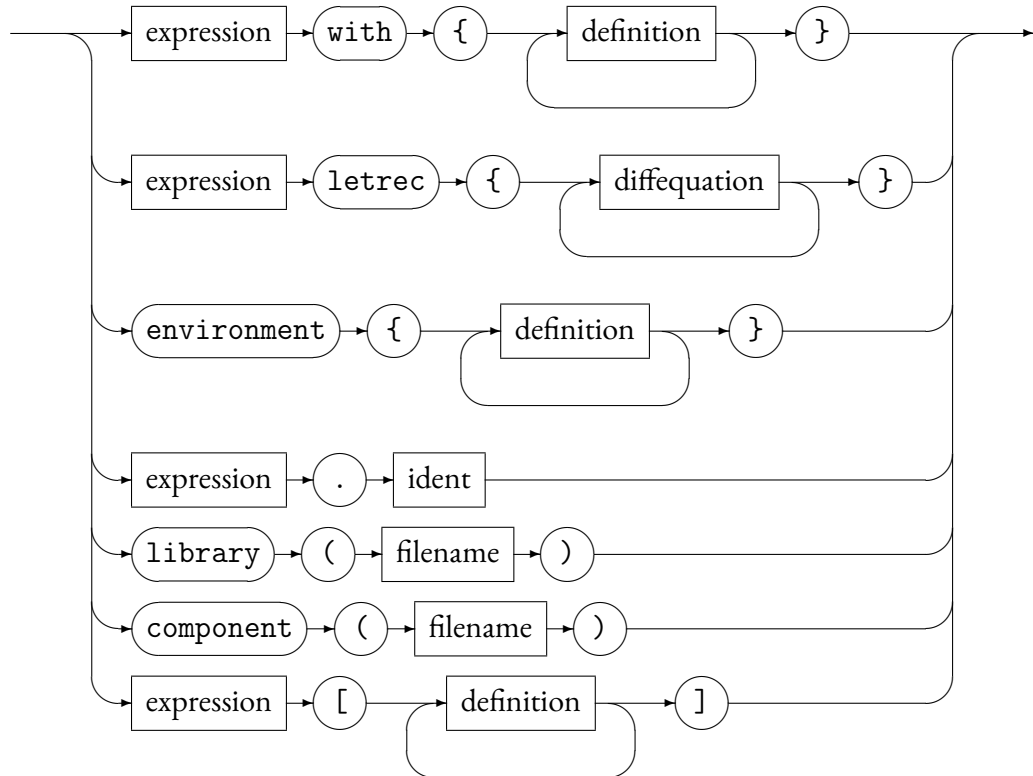 expression with { definition }
expression letrec { diffequation }
environment { definition }
expression . ident
library ( filename )
component ( filename )
expression [ definition ]